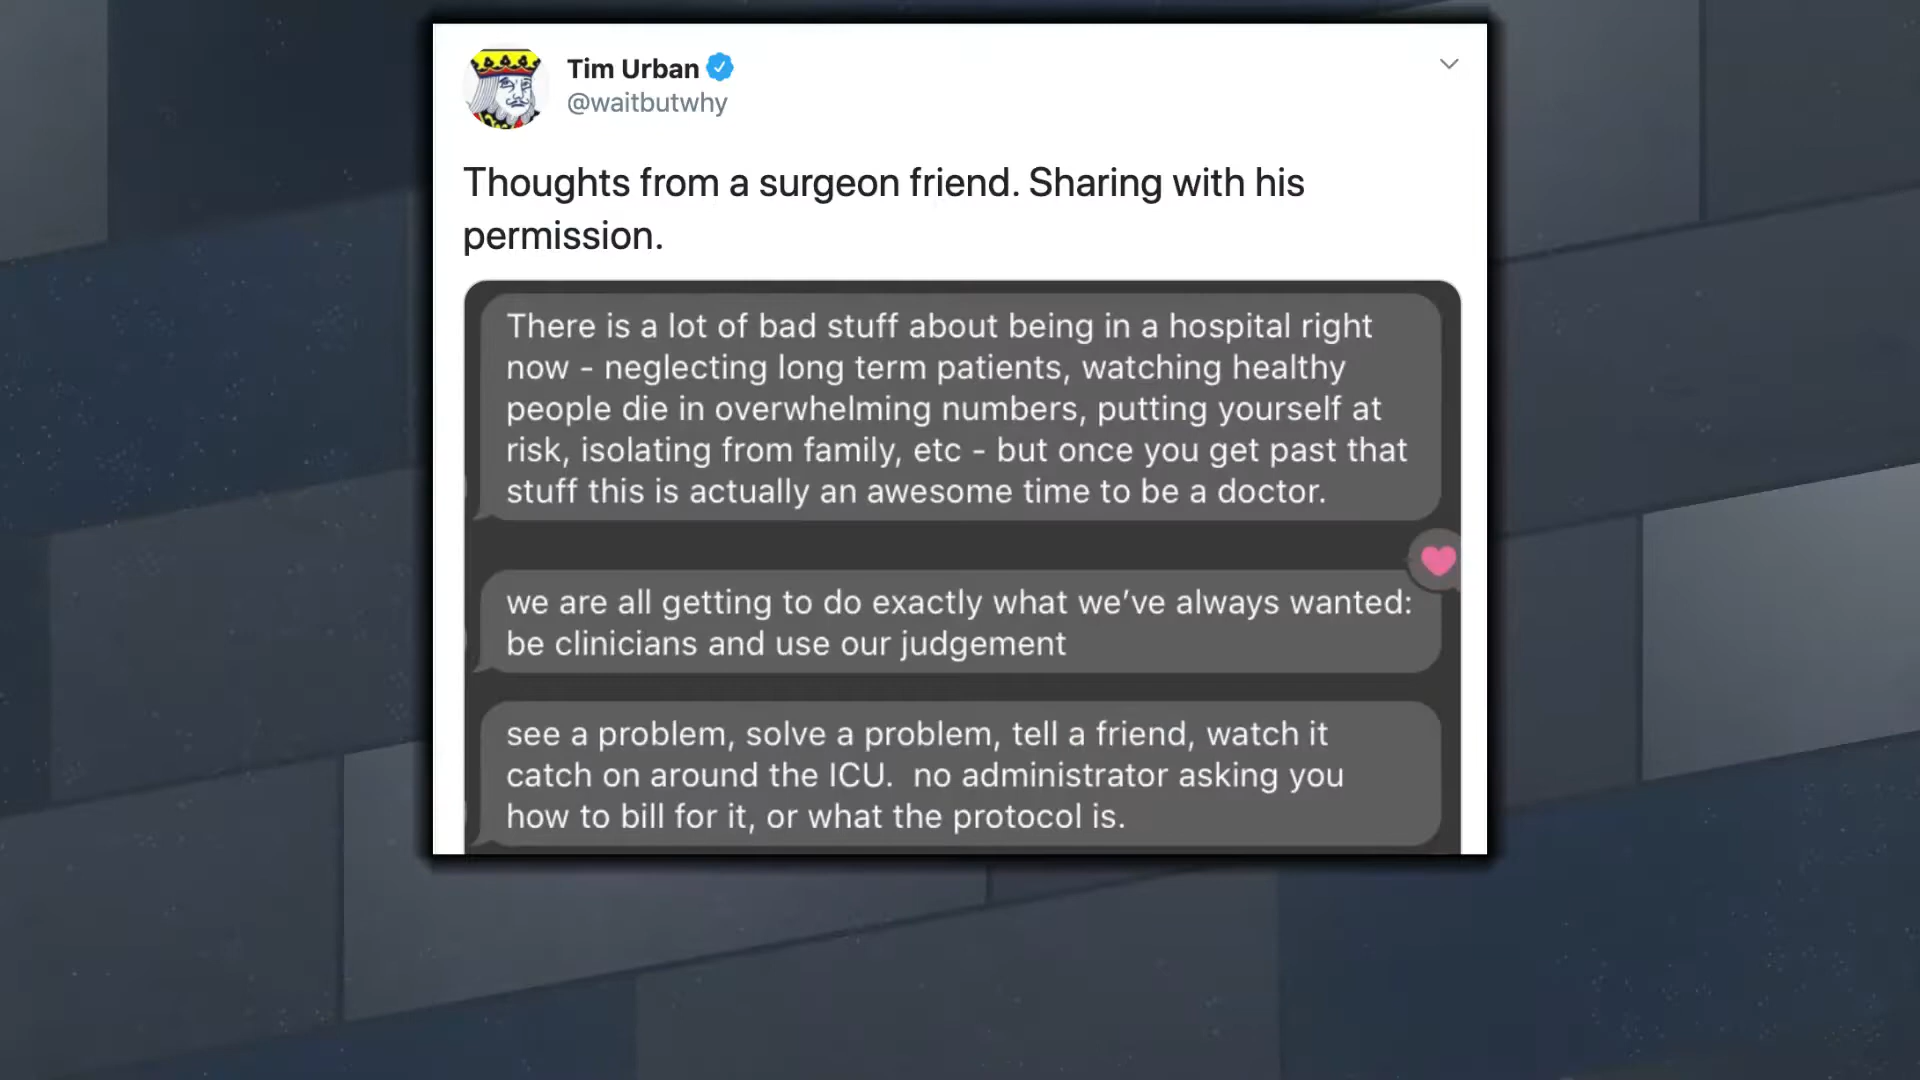 Tim Urban
@waitbutwhy
Thoughts from a surgeon friend. Sharing with his
permission.
There is a lot of bad stuff about being in a hospital right
now - neglecting long term patients, watching healthy
people die in overwhelming numbers, putting yourself at
risk, isolating from family, etc - but once you get past that
stuff this is actually an awesome time to be a doctor.
we are all getting to do exactly what we’ve always wanted:
be clinicians and use our judgement
see a problem, solve a problem, tell a friend, watch it
catch on around the ICU.  no administrator asking you
how to bill for it, or what the protocol is.